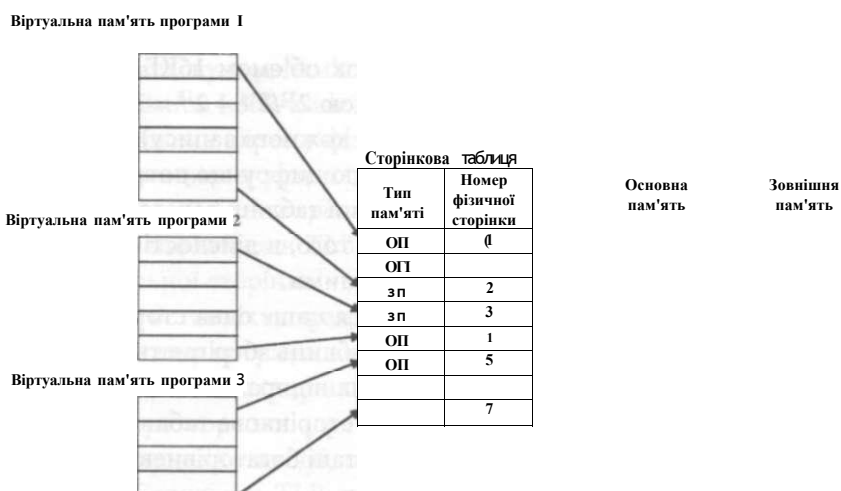 Віртуальна пам'ять програми I
Сторінкова таблиця
Тип пам'яті
Номер фізичної сторінки
Основна пам'ять
Зовнішня пам'ять
Віртуальна пам'ять програми 2
ОП
ОП
зп 2
зп 3
ОП 1
ОП 5
7
Віртуальна пам'ять програми 3